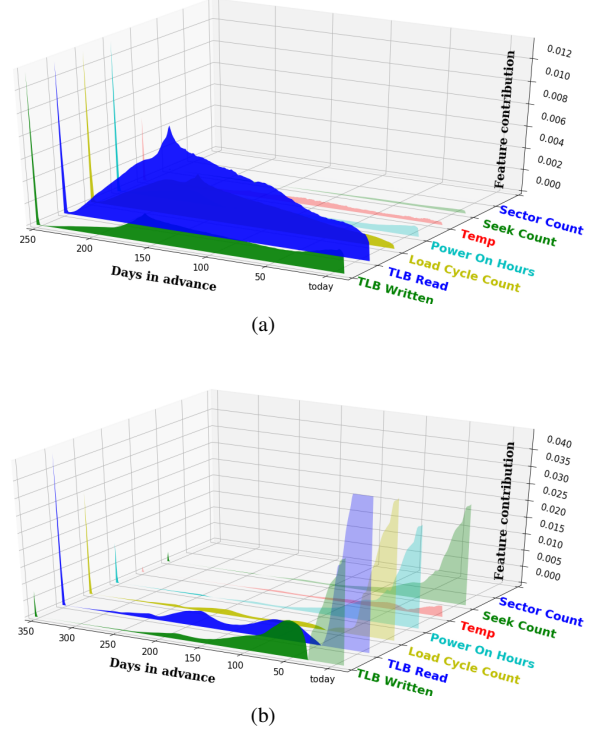 0.012
0.010
0.008
0.006
0.004
0.002
0.000
Feature contribution
Sector Count
Seek Count
Temp
Power On Hours
Load Cycle Count
TLB Read
TLB Written
250
200
150
100
50
today
Days in advance
(a)
0.040
0.035
0.030
0.025
0.020
0.015
0.010
0.005
0.000
Feature contribution
Sector Count
Seek Count
Temp
Power On Hours
Load Cycle Count
TLB Read
TLB Written
350
300
250
200
150
100
50
today
Days in advance
(b)